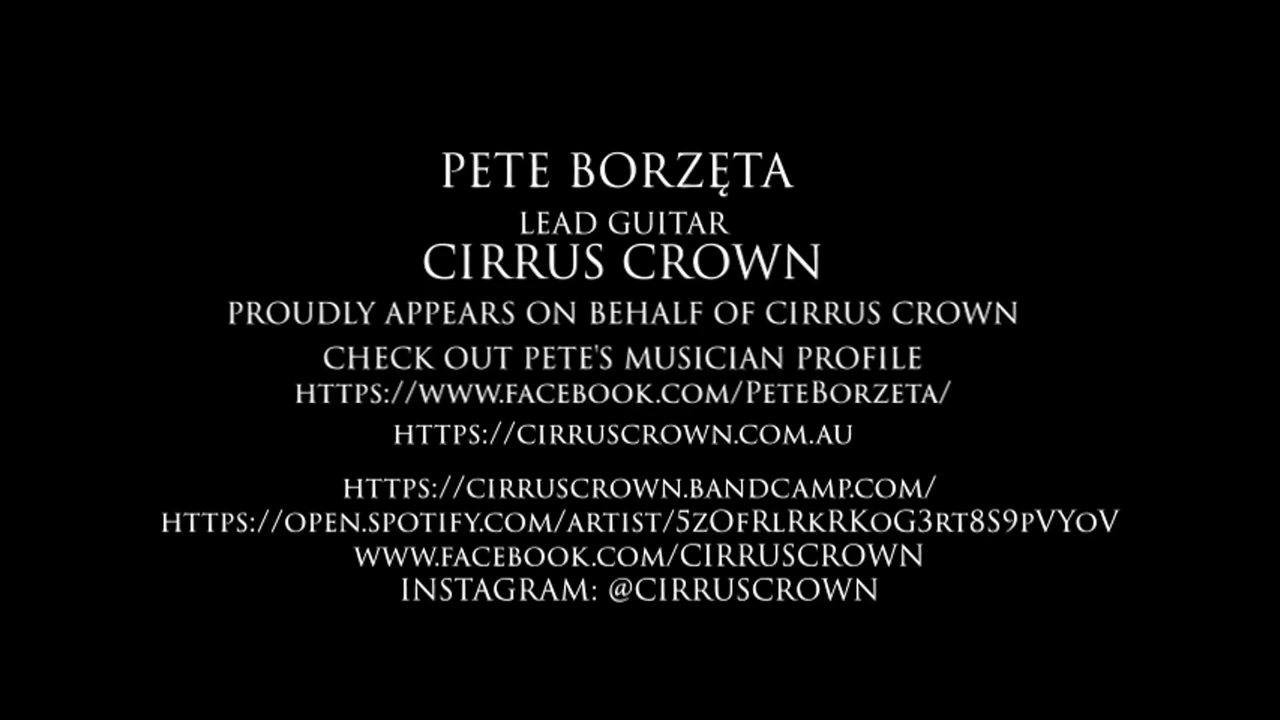 PETE BORZĘTA
LEAD GUITAR
CIRRUS CROWN
PROUDLY APPEARS ON BEHALF OF CIRRUS CROWN
CHECK OUT PETE'S MUSICIAN PROFILE
https://www.facebook.com/PeteBorzeta/
https://cirruscrown.com.au
https://cirruscrown.bandcamp.com/
https://open.spotify.com/artist/5zOfRlRkRKoG3rt8S9pVYoV
www.facebook.com/CIRRUSCROWN
INSTAGRAM: @CIRRUSCROWN